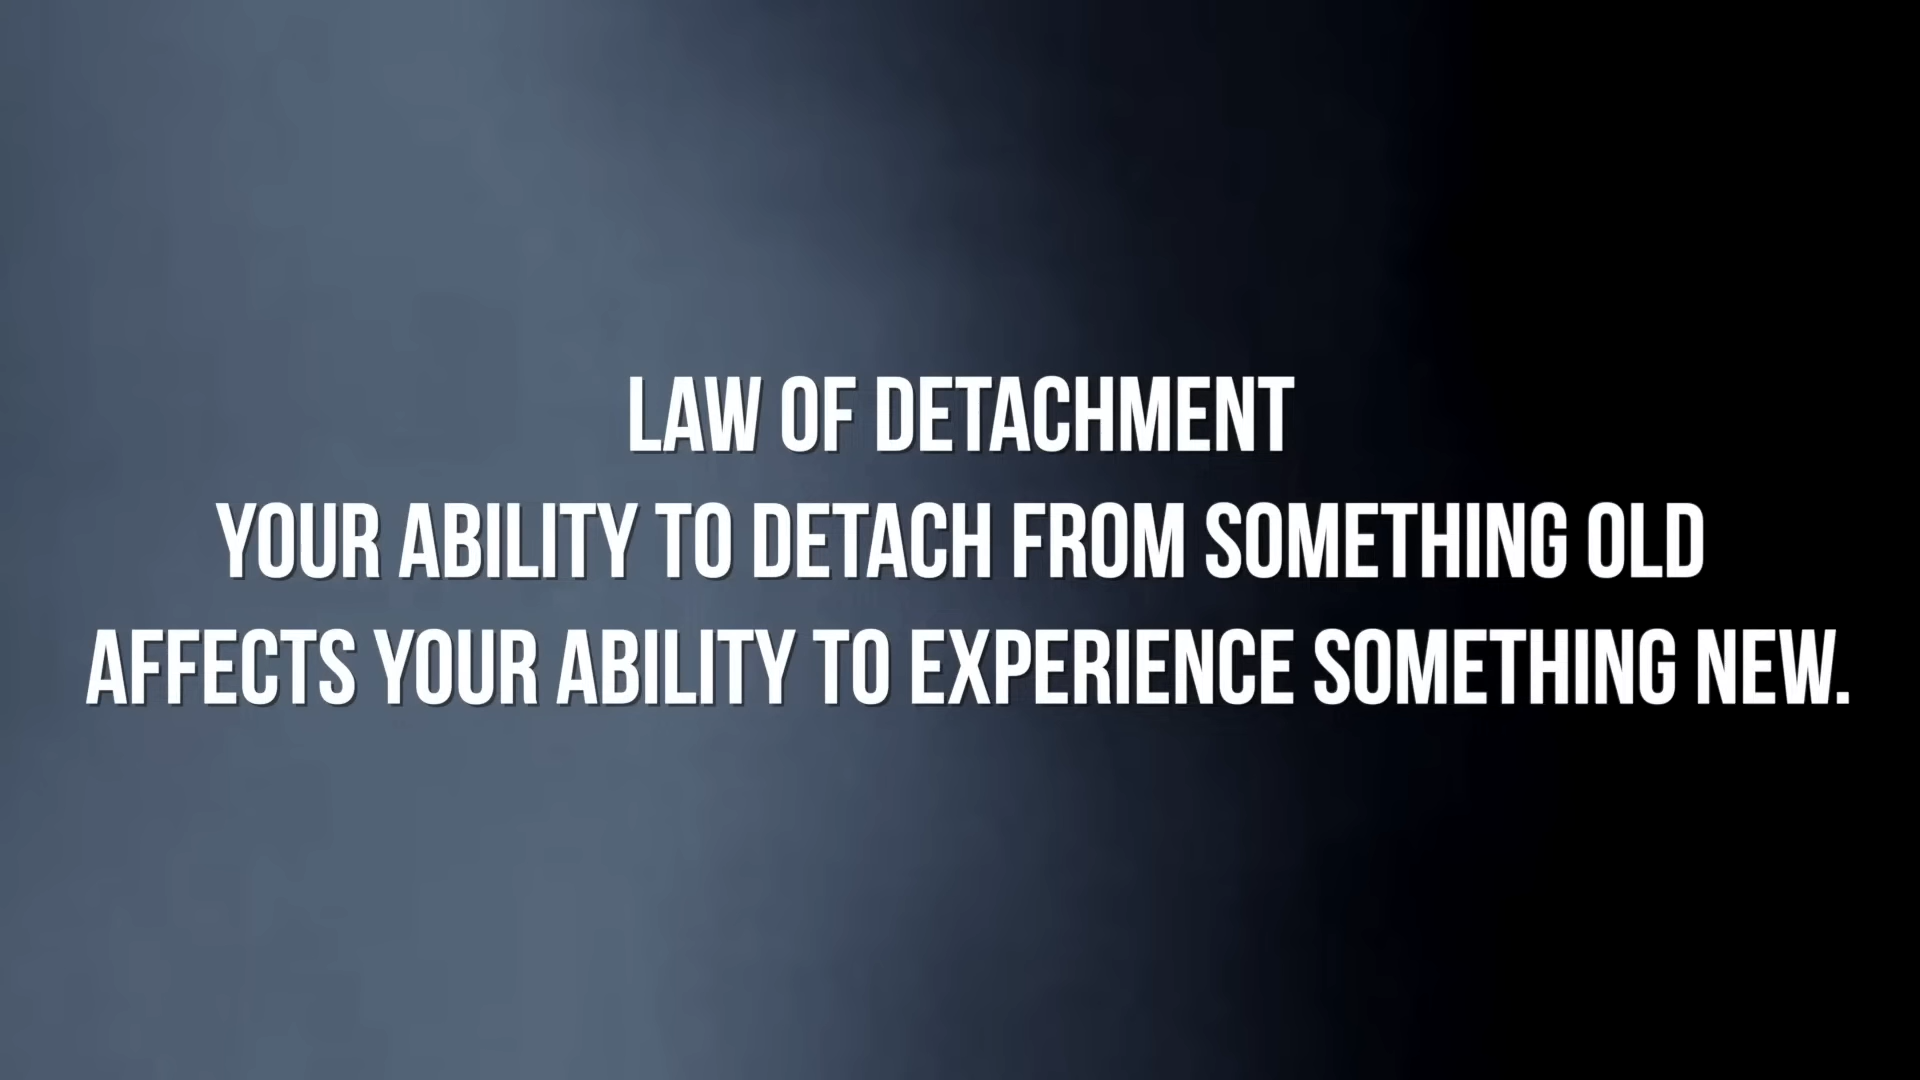 LAW OF DETACHMENT
YOUR ABILITY TO DETACH FROM SOMETHING OLD
AFFECTS YOUR ABILITY TO EXPERIENCE SOMETHING NEW.